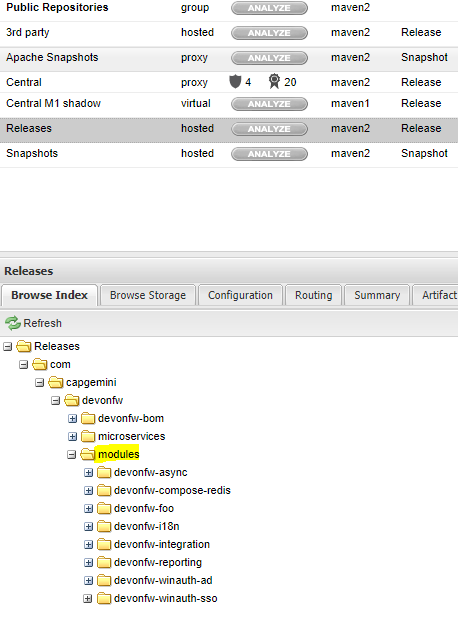 Public Repositories group ANALYZE maven2
3rd party hosted ANALYZE maven2 Release
Apache Snapshots proxy ANALYZE maven2 Snapshot
Central proxy 4 20 maven2 Release
Central M1 shadow virtual ANALYZE maven1 Release
Releases hosted ANALYZE maven2 Release
Snapshots hosted ANALYZE maven2 Snapshot
Releases
Browse Index Browse Storage Configuration Routing Summary Artifact
Refresh
Releases
com
capgemini
devonfw
devonfw-bom
microservices
modules
devonfw-async
devonfw-compose-redis
devonfw-foo
devonfw-i18n
devonfw-integration
devonfw-reporting
devonfw-winauth-ad
devonfw-winauth-sso